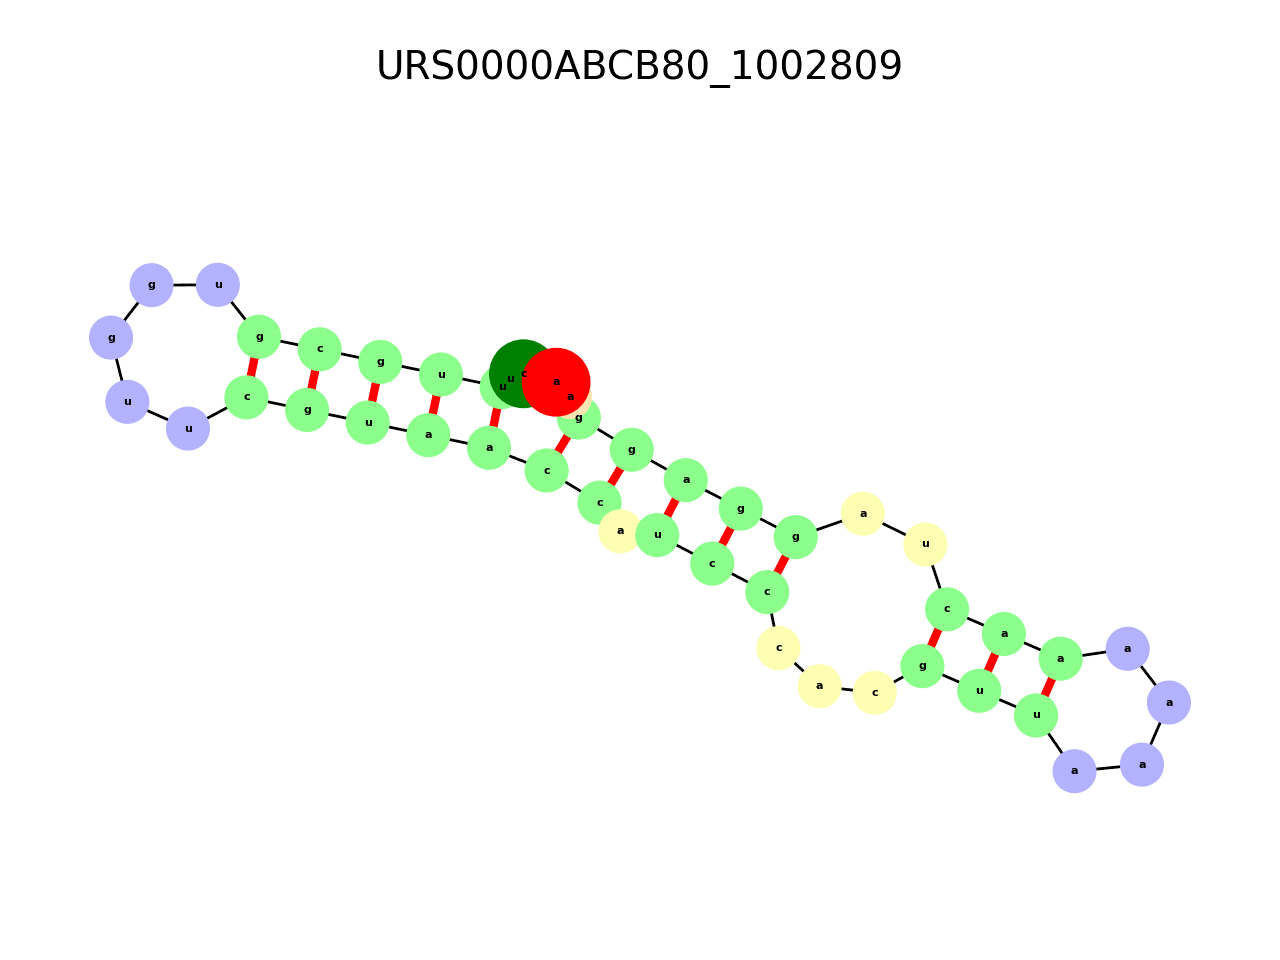 URS0000ABCB80_1002809
g u
g c g u u u c a a g
g
u c g u a a c c a u c c
u g a g g a u
c a c g u u
c a a a a a a